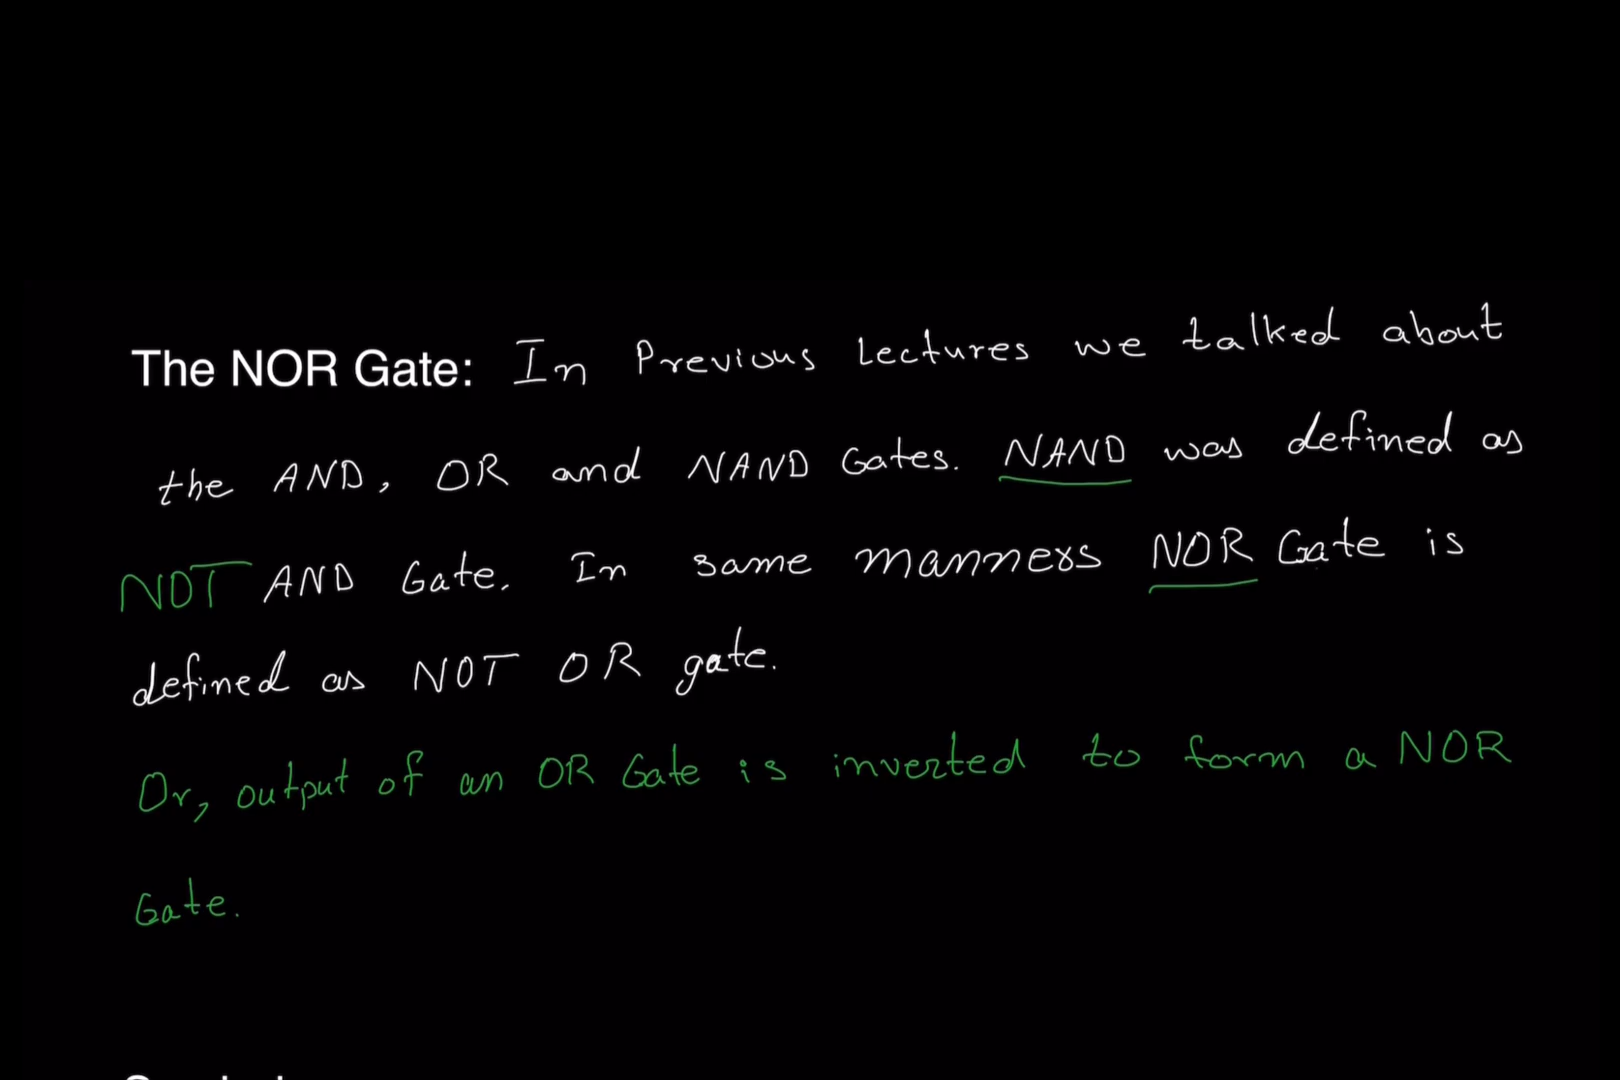 The NOR Gate: In Previous Lectures we talked about
the AND, OR and NAND Gates. NAND was defined as
NOT AND Gate. In same manners NOR Gate is
defined as NOT OR gate.
Or, output of an OR Gate is inverted to form a NOR
Gate.